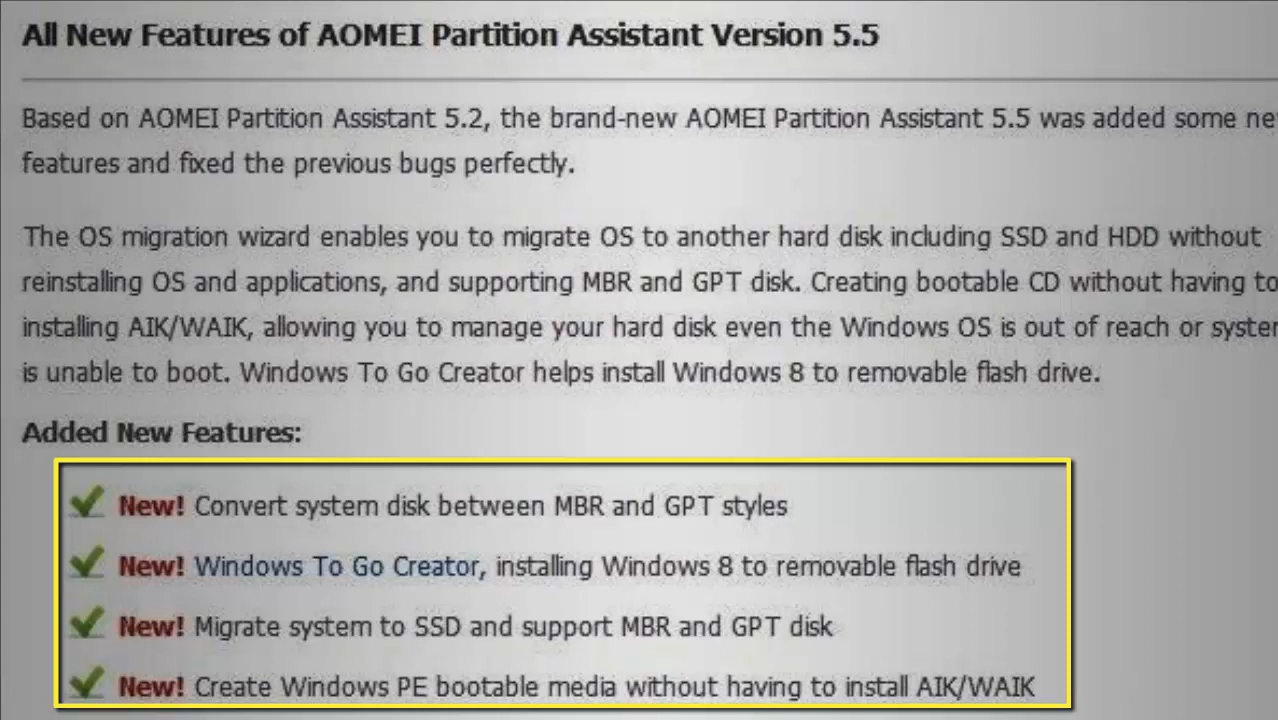 All New Features of AOMEI Partition Assistant Version 5.5
Based on AOMEI Partition Assistant 5.2, the brand-new AOMEI Partition Assistant 5.5 was added some ne
features and fixed the previous bugs perfectly.
The OS migration wizard enables you to migrate OS to another hard disk including SSD and HDD without
reinstalling OS and applications, and supporting MBR and GPT disk. Creating bootable CD without having to
installing AIK/WAIK, allowing you to manage your hard disk even the Windows OS is out of reach or system
is unable to boot. Windows To Go Creator helps install Windows 8 to removable flash drive.
Added New Features:
New! Convert system disk between MBR and GPT styles
New! Windows To Go Creator, installing Windows 8 to removable flash drive
New! Migrate system to SSD and support MBR and GPT disk
New! Create Windows PE bootable media without having to install AIK/WAIK